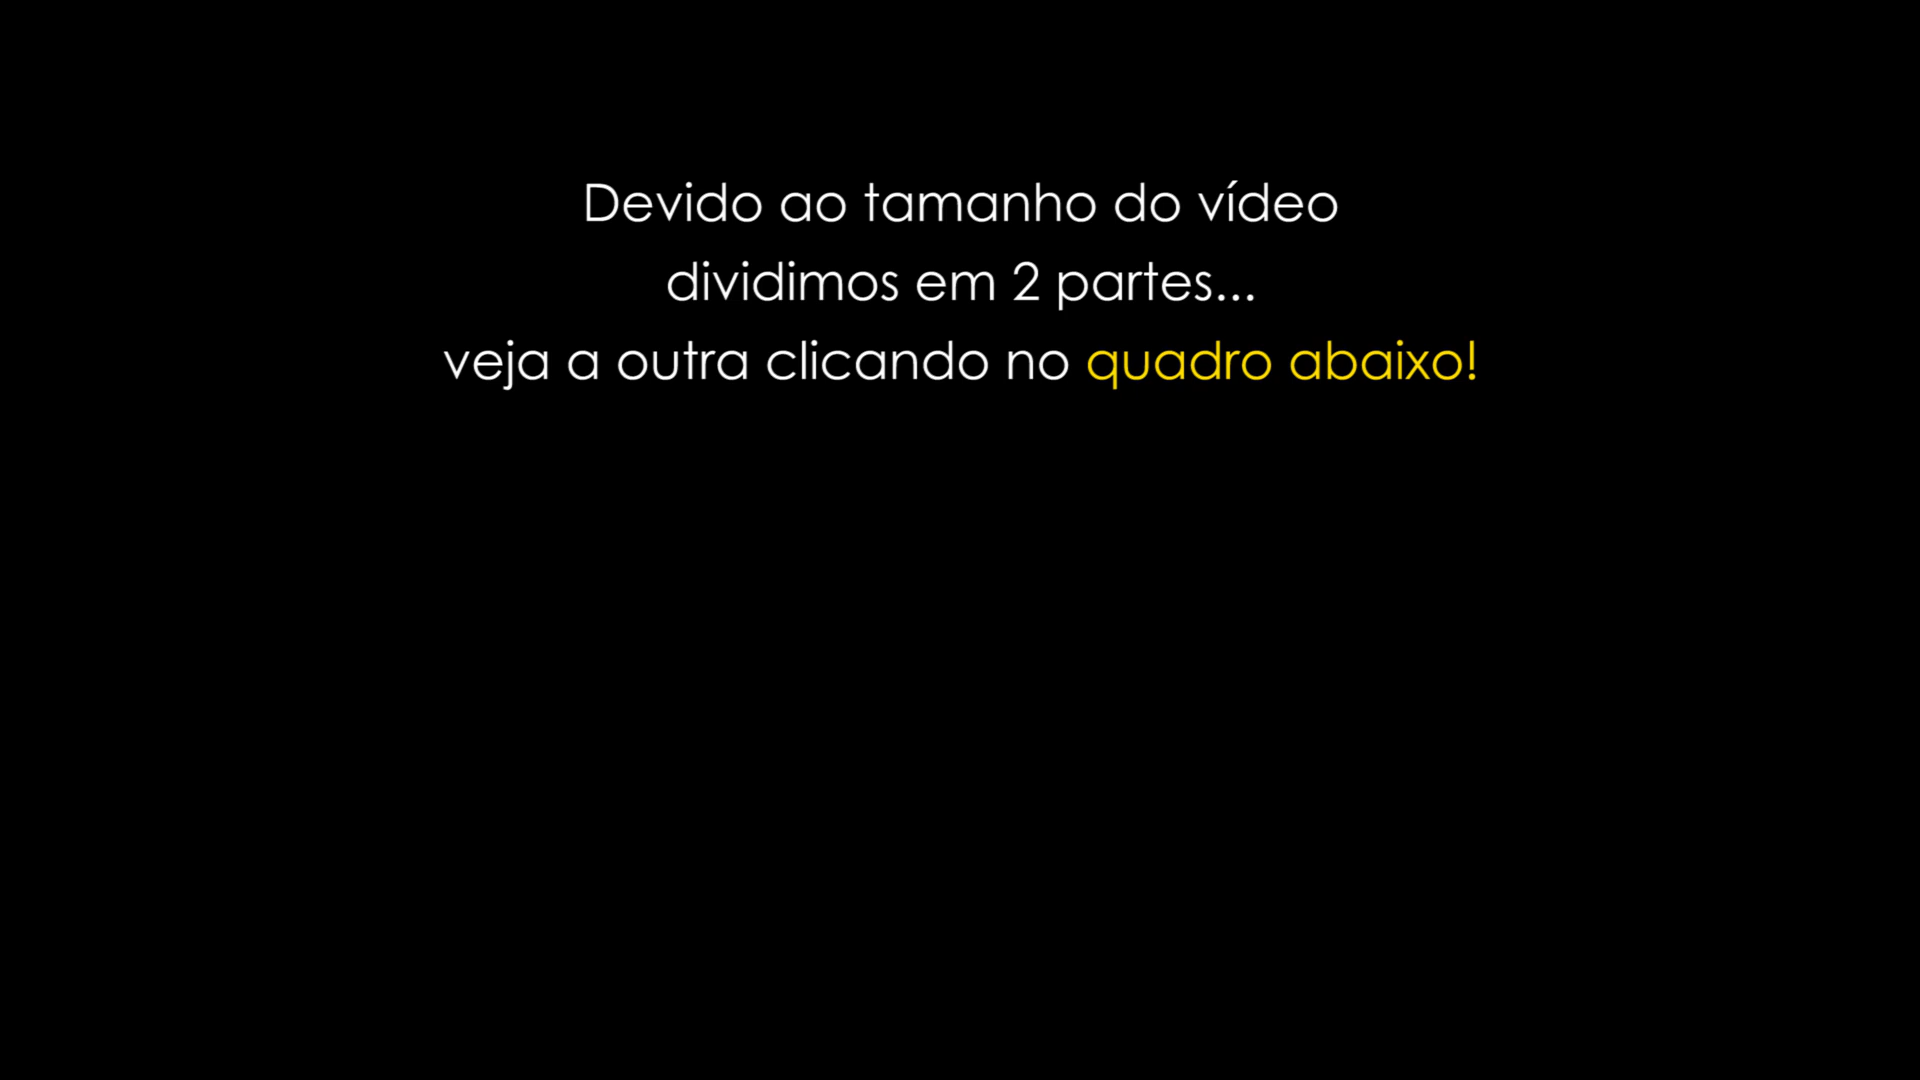 Devido ao tamanho do vídeo
dividimos em 2 partes...
veja a outra clicando no quadro abaixo!